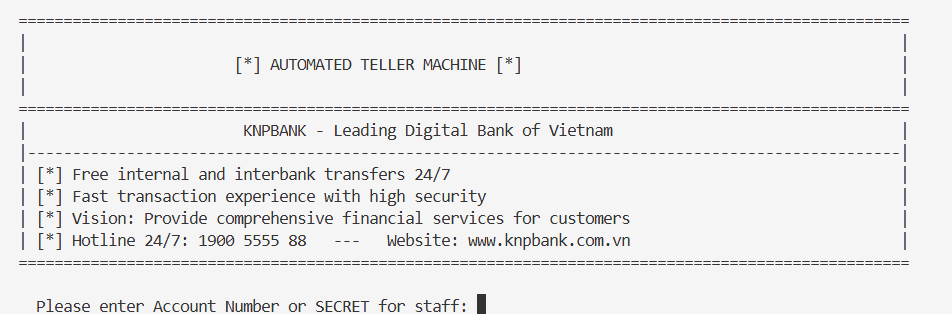 ===================================================================================================
|                                                                                                 |
|                       [*] AUTOMATED TELLER MACHINE [*]                                          |
|                                                                                                 |
===================================================================================================
|                        KNPBANK - Leading Digital Bank of Vietnam                                |
|-------------------------------------------------------------------------------------------------|
| [*] Free internal and interbank transfers 24/7                                                  |
| [*] Fast transaction experience with high security                                              |
| [*] Vision: Provide comprehensive financial services for customers                              |
| [*] Hotline 24/7: 1900 5555 88   ---   Website: www.knpbank.com.vn                              |
===================================================================================================
Please enter Account Number or SECRET for staff: